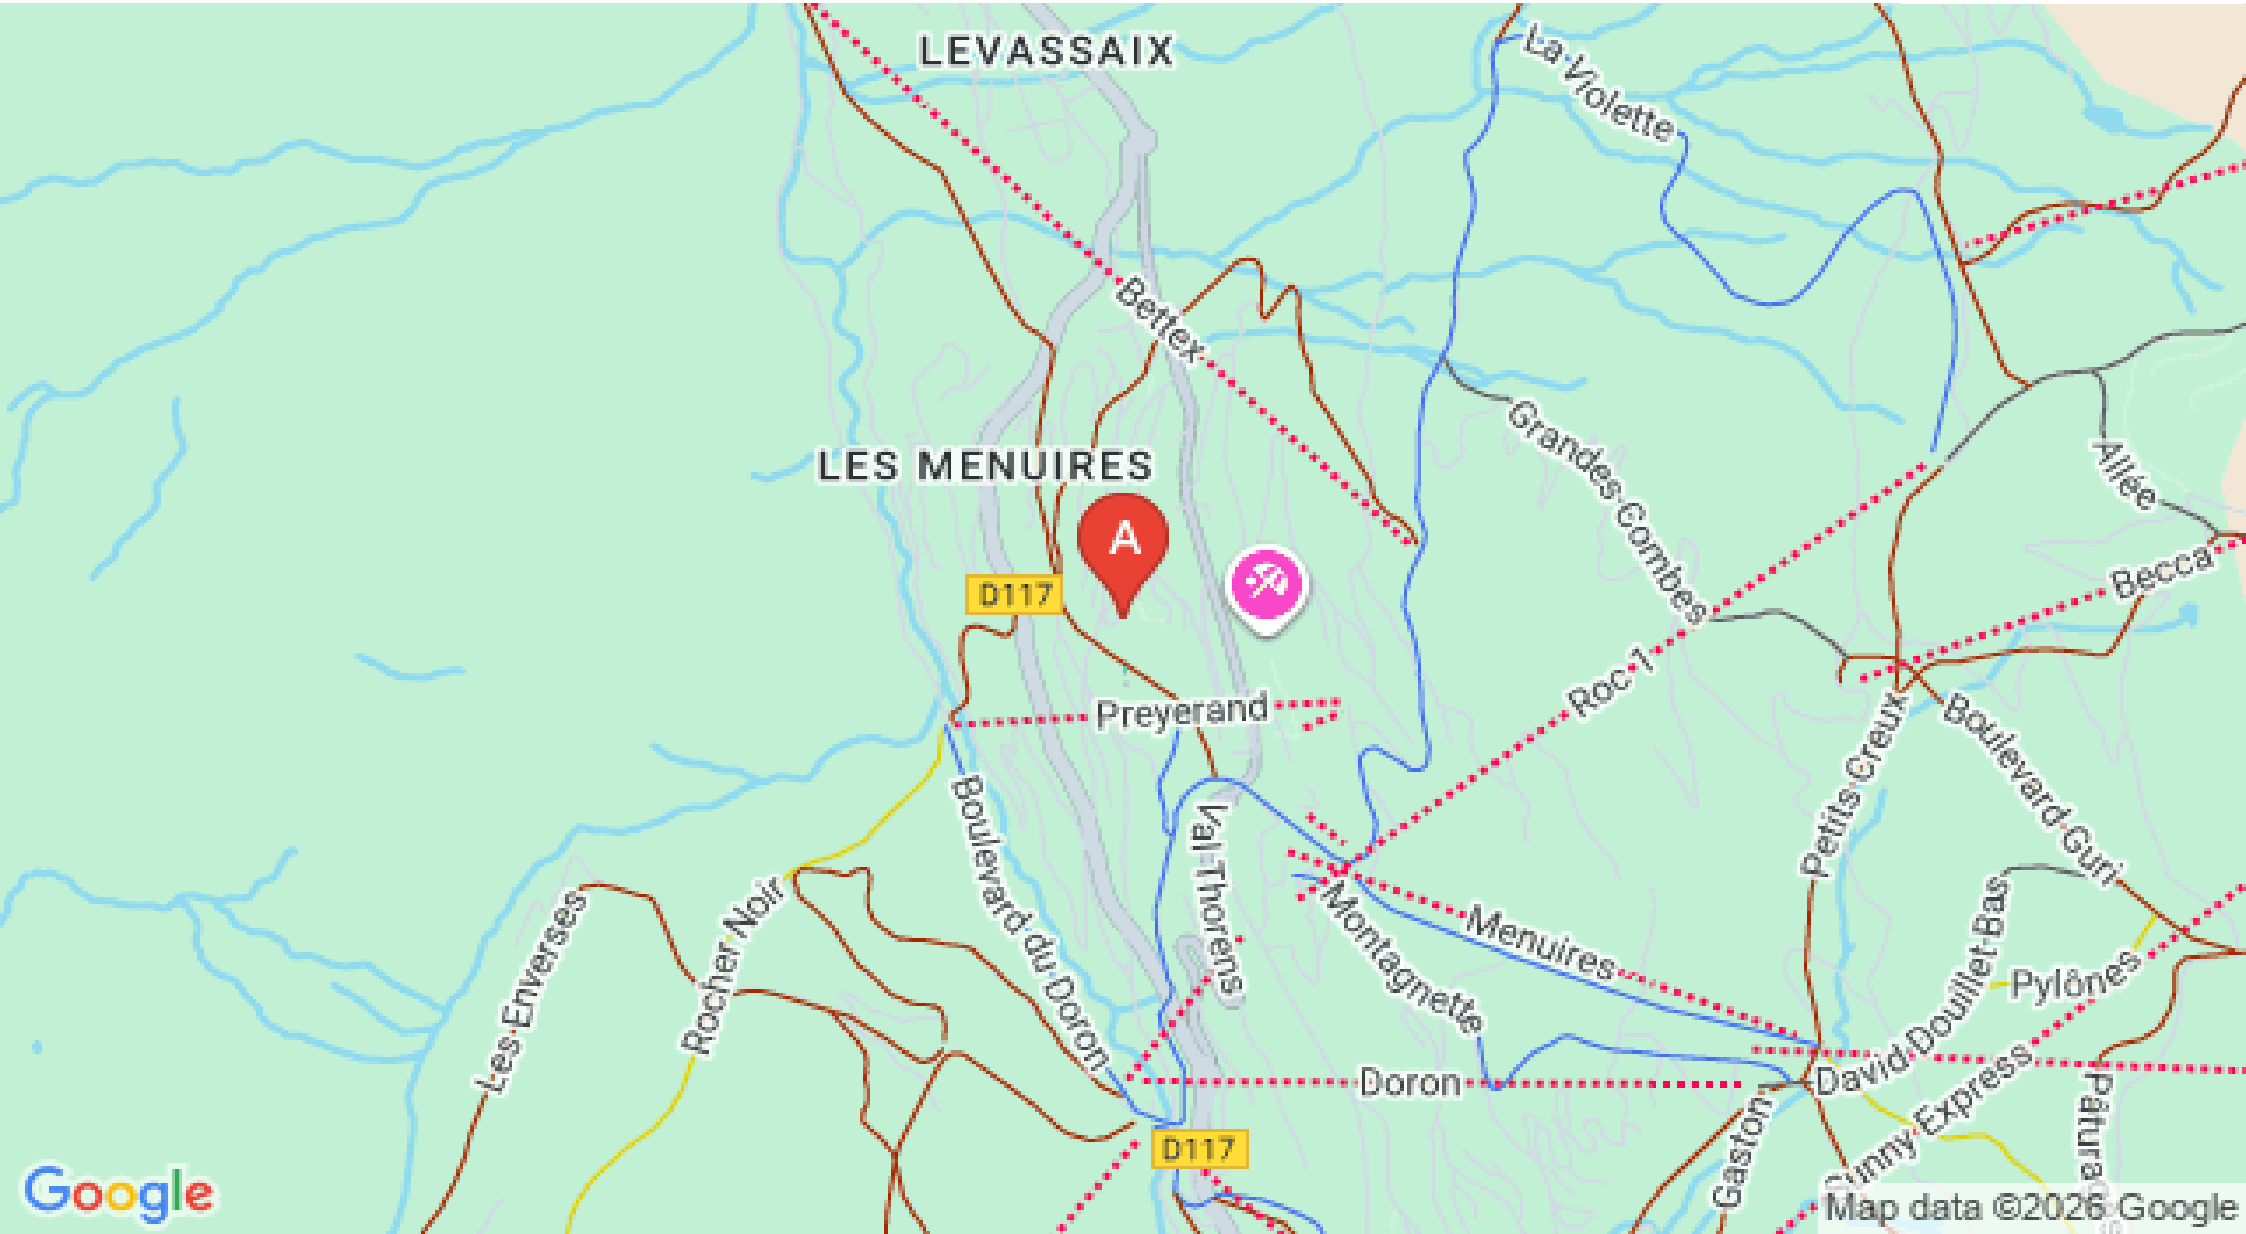 LEVASSAIX
La Violette
Bettex
Grandes Combes
Allée
LES MENUIRES
A
D117
Becca
Roc 1
Preyerand
Petits Creux
Boulevard Guri
Boulevard du Doron
Val Thorens
Les Enverses
Rocher Noir
Montagnette
Menuires
David Douillet Bas
Pylônes
Doron
Gaston
Sunny Express
D117
Google
Map data ©2026 Google